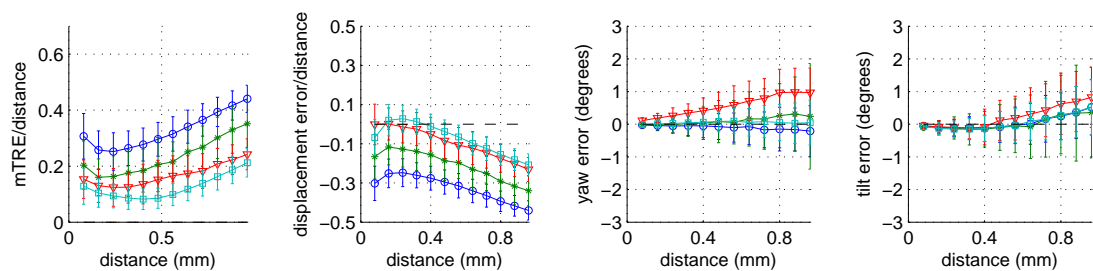 mTRE/distance
0.6
0.4
0.2
0
0 0.5
distance (mm)
displacement error/distance
0.5
0.3
0.1
−0.1
−0.3
−0.5
0 0.4 0.8
distance (mm)
yaw error (degrees)
3
2
1
0
−1
−2
−3
0 0.4 0.8
distance (mm)
tilt error (degrees)
3
2
1
0
−1
−2
−3
0 0.4 0.8
distance (mm)